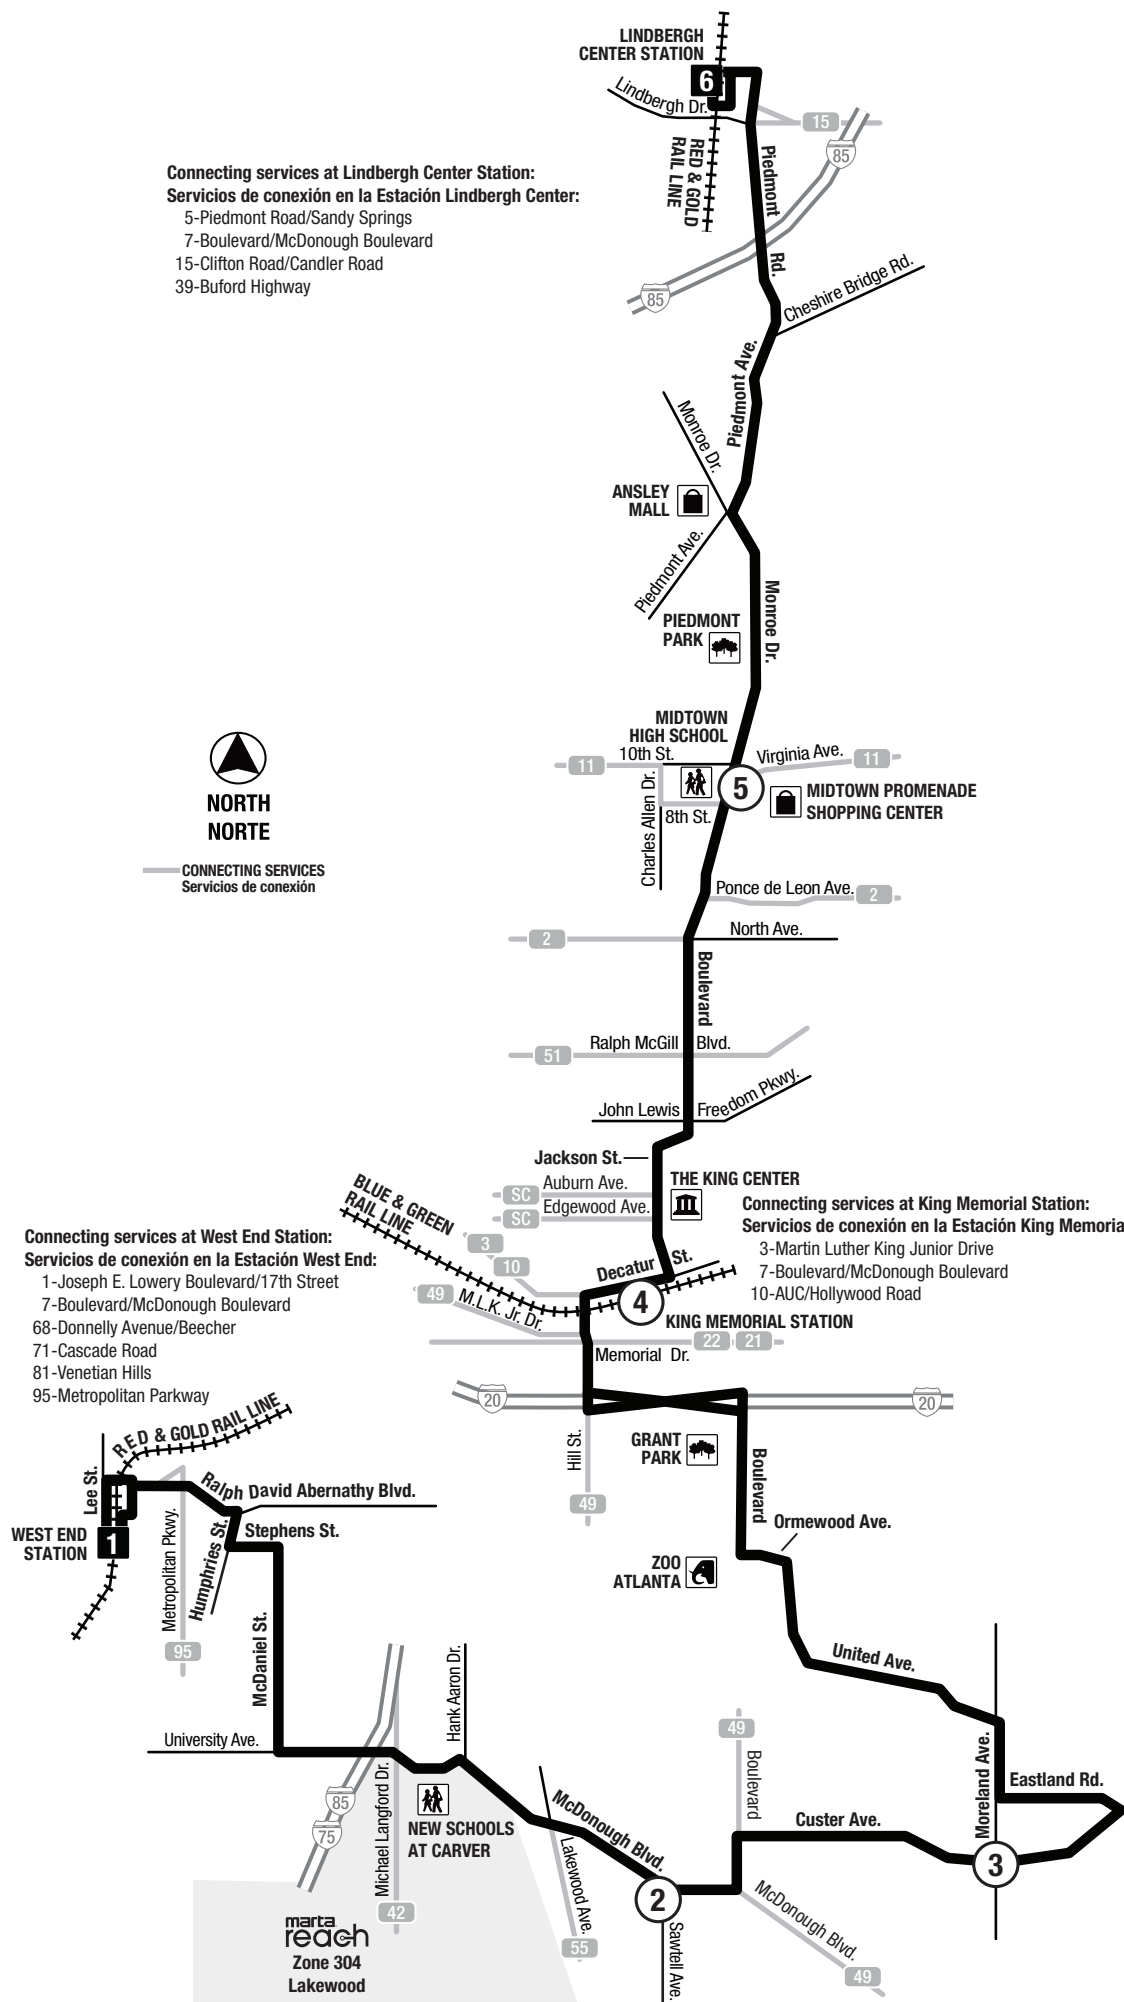 LINDBERGH
CENTER STATION
6
Lindbergh Dr.
15
85
RED & GOLD
RAIL LINE
Piedmont
Rd.
Connecting services at Lindbergh Center Station:
Servicios de conexión en la Estación Lindbergh Center:
5-Piedmont Road/Sandy Springs
7-Boulevard/McDonough Boulevard
15-Clifton Road/Candler Road
39-Buford Highway
85
Cheshire Bridge Rd.
Piedmont Ave.
Monroe Dr.
ANSLEY
MALL
Piedmont Ave.
Monroe Dr.
PIEDMONT
PARK
MIDTOWN
HIGH SCHOOL
10th St.
11
Virginia Ave.
11
Charles Allen Dr.
8th St.
5
MIDTOWN PROMENADE
SHOPPING CENTER
NORTH
NORTE
CONNECTING SERVICES
Servicios de conexión
Ponce de Leon Ave.
2
2
North Ave.
Boulevard
51
Ralph McGill
Blvd.
John Lewis
Freedom Pkwy.
Jackson St.
Auburn Ave.
SC
Edgewood Ave.
SC
THE KING CENTER
BLUE & GREEN
RAIL LINE
3
10
49
M.L.K. Jr. Dr.
Decatur
St.
4
KING MEMORIAL STATION
Connecting services at King Memorial Station:
Servicios de conexión en la Estación King Memoria
3-Martin Luther King Junior Drive
7-Boulevard/McDonough Boulevard
10-AUC/Hollywood Road
Memorial Dr.
22
21
Connecting services at West End Station:
Servicios de conexión en la Estación West End:
1-Joseph E. Lowery Boulevard/17th Street
7-Boulevard/McDonough Boulevard
68-Donnelly Avenue/Beecher
71-Cascade Road
81-Venetian Hills
95-Metropolitan Parkway
20
20
Hill St.
49
GRANT
PARK
Boulevard
Ormewood Ave.
ZOO
ATLANTA
RED & GOLD RAIL LINE
Lee St.
WEST END
STATION
1
Ralph David Abernathy Blvd.
Stephens St.
Humphries St.
Metropolitan Pkwy.
95
McDaniel St.
University Ave.
85
75
Michael Langford Dr.
42
Hank Aaron Dr.
NEW SCHOOLS
AT CARVER
McDonough Blvd.
Lakewood Ave.
55
2
Sawtell Ave.
49
Boulevard
McDonough Blvd.
49
Custer Ave.
United Ave.
Moreland Ave.
Eastland Rd.
3
marta
reach
Zone 304
Lakewood